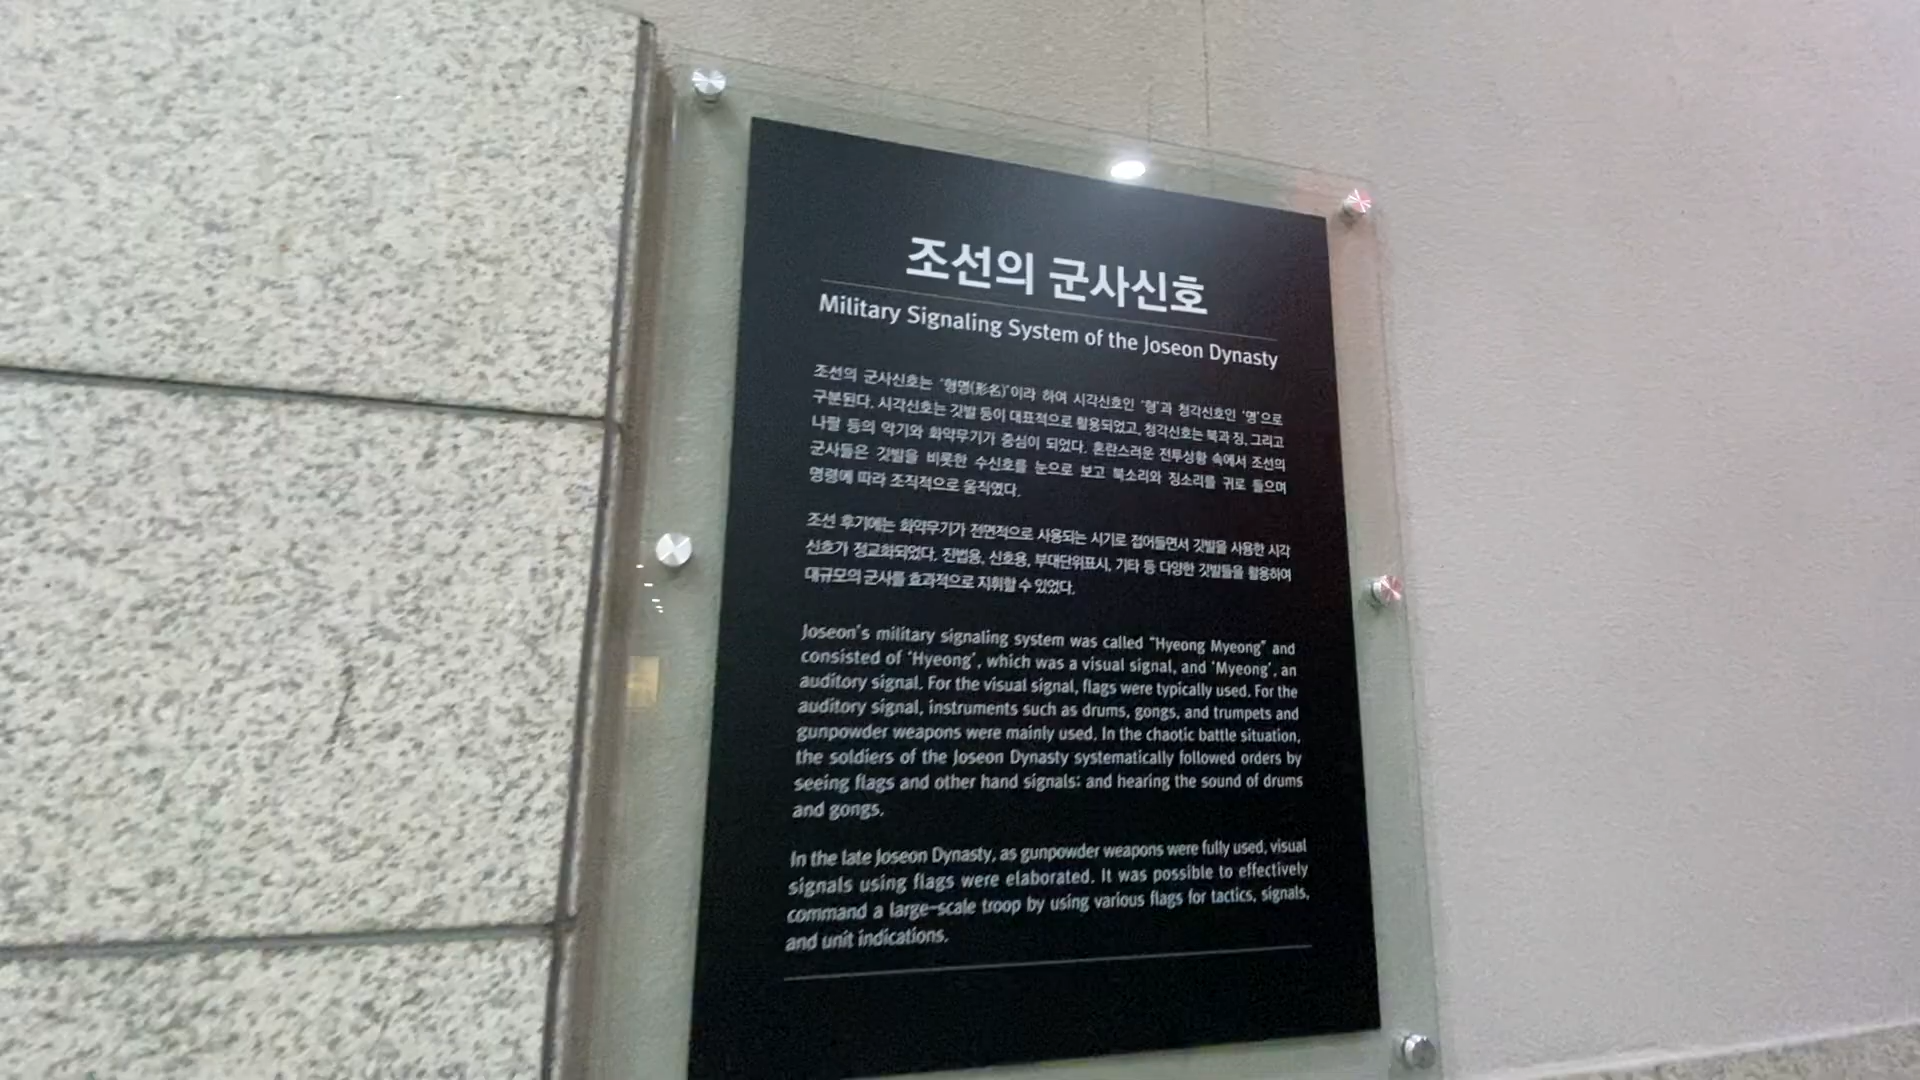 조선의 군사신호
Military Signaling System of the Joseon Dynasty
조선의 군사신호는 '형명(形名)'이라 하여 시각신호인 '형'과 청각신호인 '명'으로
구분된다. 시각신호는 깃발 등이 대표적으로 활용되었고, 청각신호는 북과 징, 그리고
나팔 등의 악기와 화약무기가 중심이 되었다. 혼란스러운 전투상황 속에서 조선의
군사들은 깃발을 비롯한 수신호를 눈으로 보고 북소리와 징소리를 귀로 들으며
명령에 따라 조직적으로 움직였다.
조선 후기에는 화약무기가 전면적으로 사용되는 시기로 접어들면서 깃발을 사용한 시각
신호가 정교화되었다. 진법용, 신호용, 부대단위표시, 기타 등 다양한 깃발들을 활용하여
대규모의 군사를 효과적으로 지휘할 수 있었다.
Joseon's military signaling system was called "Hyeong Myeong" and
consisted of 'Hyeong', which was a visual signal, and 'Myeong', an
auditory signal. For the visual signal, flags were typically used. For the
auditory signal, instruments such as drums, gongs, and trumpets and
gunpowder weapons were mainly used. In the chaotic battle situation,
the soldiers of the Joseon Dynasty systematically followed orders by
seeing flags and other hand signals: and hearing the sound of drums
and gongs.
In the late Joseon Dynasty, as gunpowder weapons were fully used, visual
signals using flags were elaborated. It was possible to effectively
command a large-scale troop by using various flags for tactics, signals,
and unit indications.